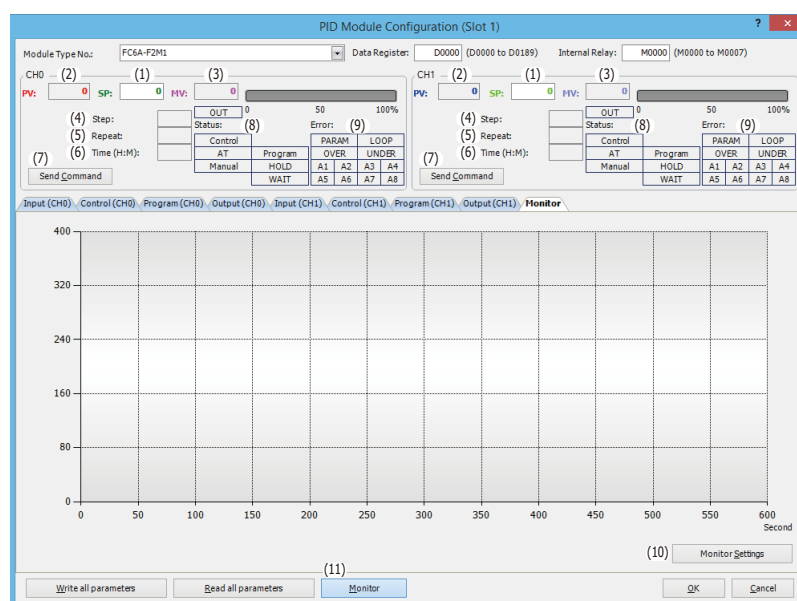 PID Module Configuration (Slot 1)
? x
Module Type No.: FC6A-F2M1 Data Register: D0000 (D0000 to D0189) Internal Relay: M0000 (M0000 to M0007)
CH0 (2) (1) (3)
PV: 0 SP: 0 MV: 0
0 50 100%
(4) Step:
(5) Repeat:
(6) Time (H:M):
(7)
Send Command
OUT
Status: (8)
Control
AT Program
Manual HOLD
WAIT
Error: (9)
PARAM LOOP
OVER UNDER
A1 A2 A3 A4
A5 A6 A7 A8
CH1 (2) (1) (3)
PV: 0 SP: 0 MV: 0
0 50 100%
(4) Step:
(5) Repeat:
(6) Time (H:M):
(7)
Send Command
OUT
Status: (8)
Control
AT Program
Manual HOLD
WAIT
Error: (9)
PARAM LOOP
OVER UNDER
A1 A2 A3 A4
A5 A6 A7 A8
Input (CH0) Control (CH0) Program (CH0) Output (CH0) Input (CH1) Control (CH1) Program (CH1) Output (CH1) Monitor
400
320
240
160
80
0
0 50 100 150 200 250 300 350 400 450 500 550 600
Second
(10) Monitor Settings
(11)
Write all parameters Read all parameters Monitor OK Cancel